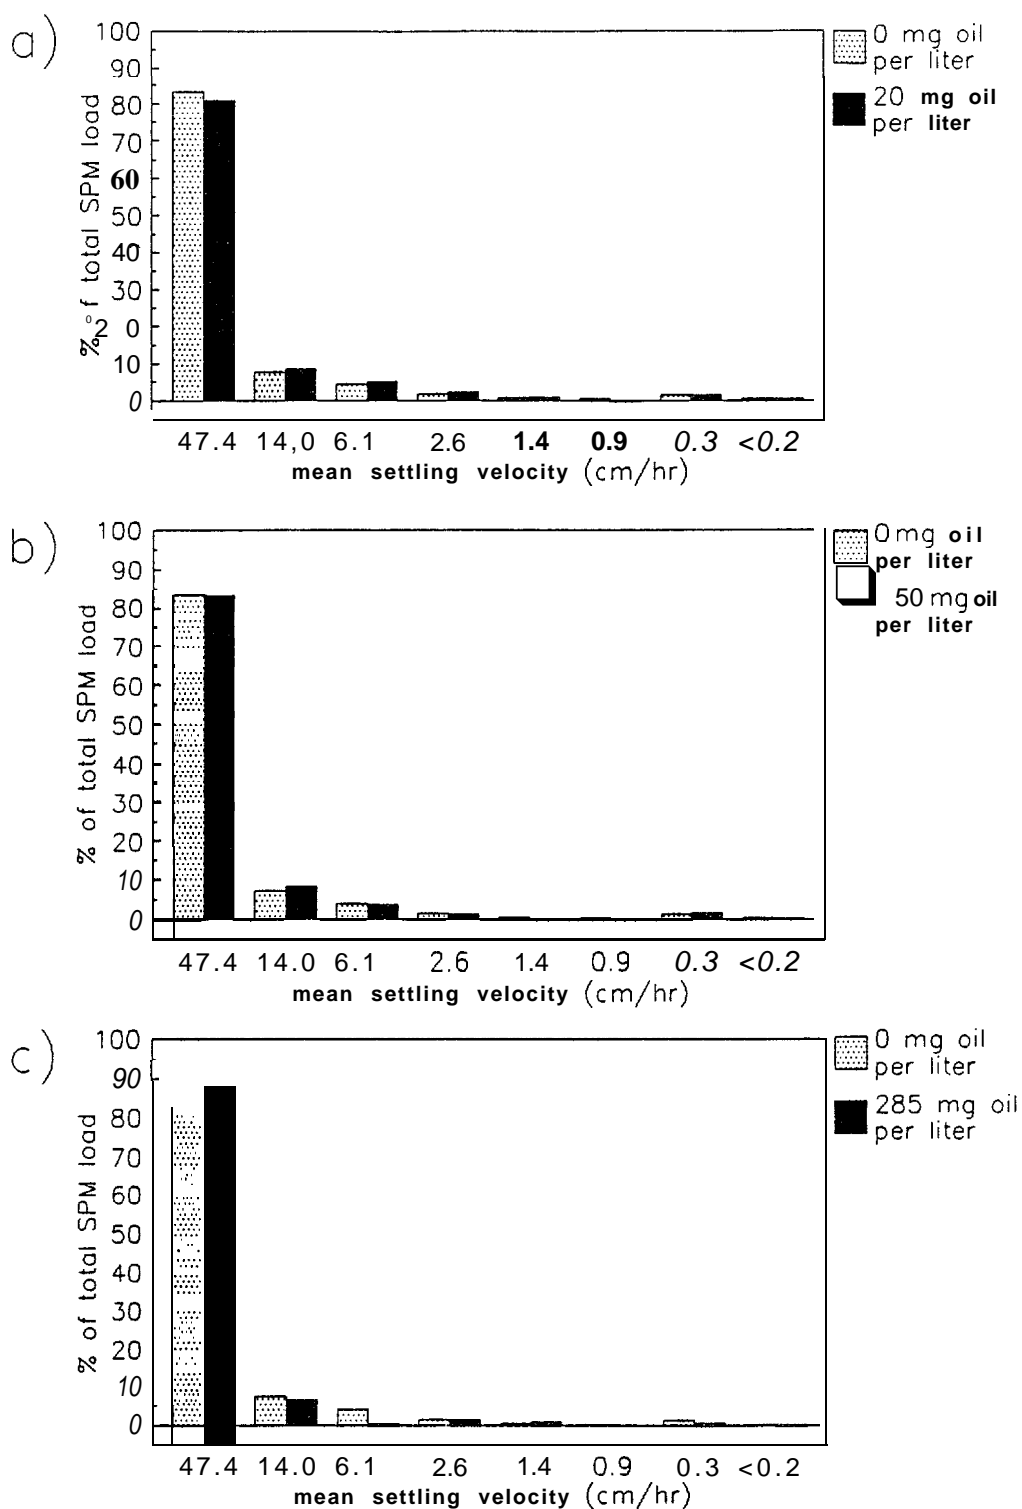 a)
100
90
80
70
60
50
40
30
2 0
10
0
% of total SPM load
0 mg oil
per liter
20 mg oil
per liter
47.4 14,0 6.1 2.6 1.4 0.9 0.3 <0.2
mean settling velocity (cm/hr)
b)
100
90
80
70
60
50
40
30
20
10
0
% of total SPM load
0 mg oil
per liter
50 mg oil
per liter
47.4 14.0 6.1 2.6 1.4 0.9 0.3 <0.2
mean settling velocity (cm/hr)
c)
100
90
80
70
60
50
40
30
20
10
0
% of total SPM load
0 mg oil
per liter
285 mg oil
per liter
47.4 14.0 6.1 2.6 1.4 0.9 0.3 <0.2
mean settling velocity (cm/hr)